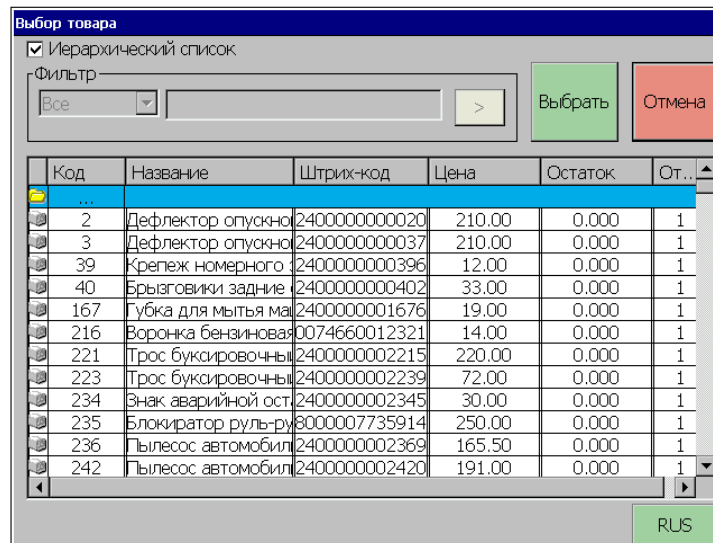 Выбор товара
Иерархический список
Фильтр
Все > Выбрать Отмена
Код Название Штрих-код Цена Остаток От...
...
2 Дефлектор опускно 2400000000020 210.00 0.000 1
3 Дефлектор опускно 2400000000037 210.00 0.000 1
39 Крепеж номерного 2400000000396 12.00 0.000 1
40 Брызговики задние 2400000000402 33.00 0.000 1
167 Губка для мытья маш 2400000001676 19.00 0.000 1
216 Воронка бензиновая 0074660012321 14.00 0.000 1
221 Трос буксировочны 2400000002215 220.00 0.000 1
223 Трос буксировочны 2400000002239 72.00 0.000 1
234 Знак аварийной ост 2400000002345 30.00 0.000 1
235 Блокиратор руль-ру 8000007735914 250.00 0.000 1
236 Пылесос автомобил 2400000002369 165.50 0.000 1
242 Пылесос автомобил 2400000002420 191.00 0.000 1
RUS